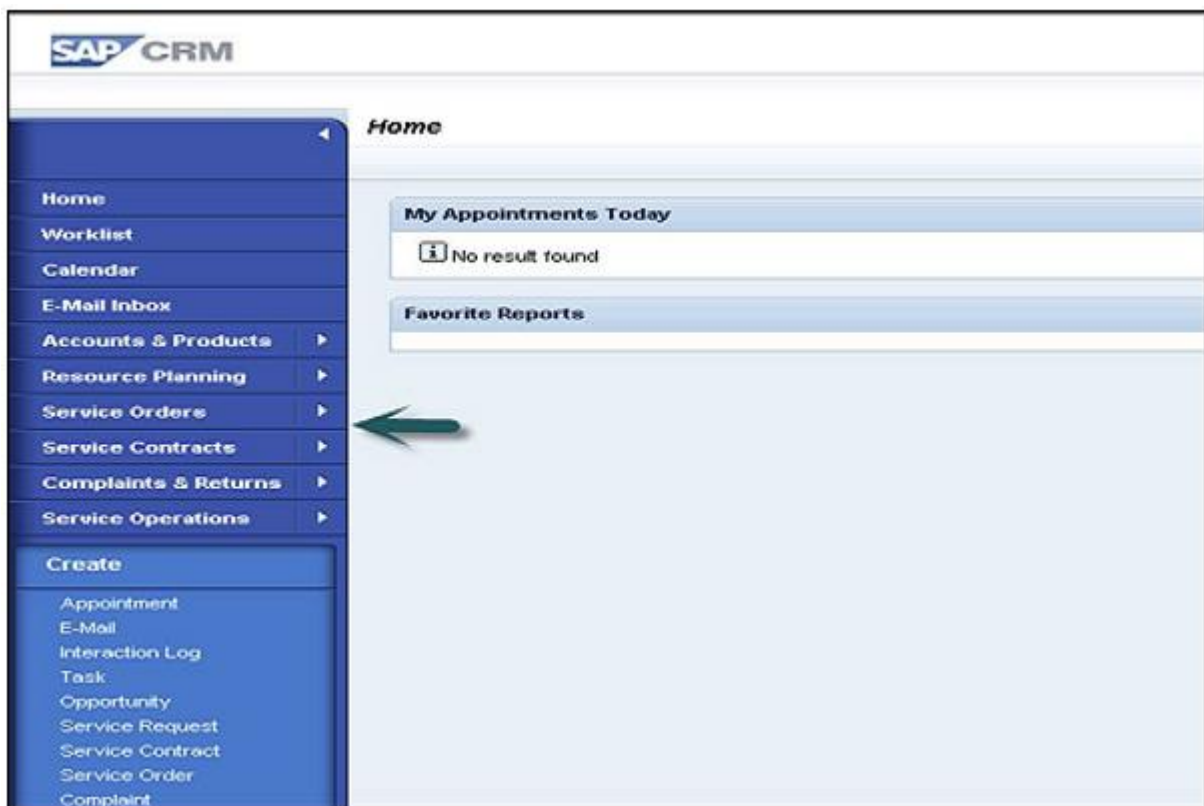 SAP CRM
Home
Home
Worklist
Calendar
E-Mail Inbox
Accounts & Products
Resource Planning
Service Orders
Service Contracts
Complaints & Returns
Service Operations
Create
Appointment
E-Mail
Interaction Log
Task
Opportunity
Service Request
Service Contract
Service Order
Complaint
My Appointments Today
No result found
Favorite Reports